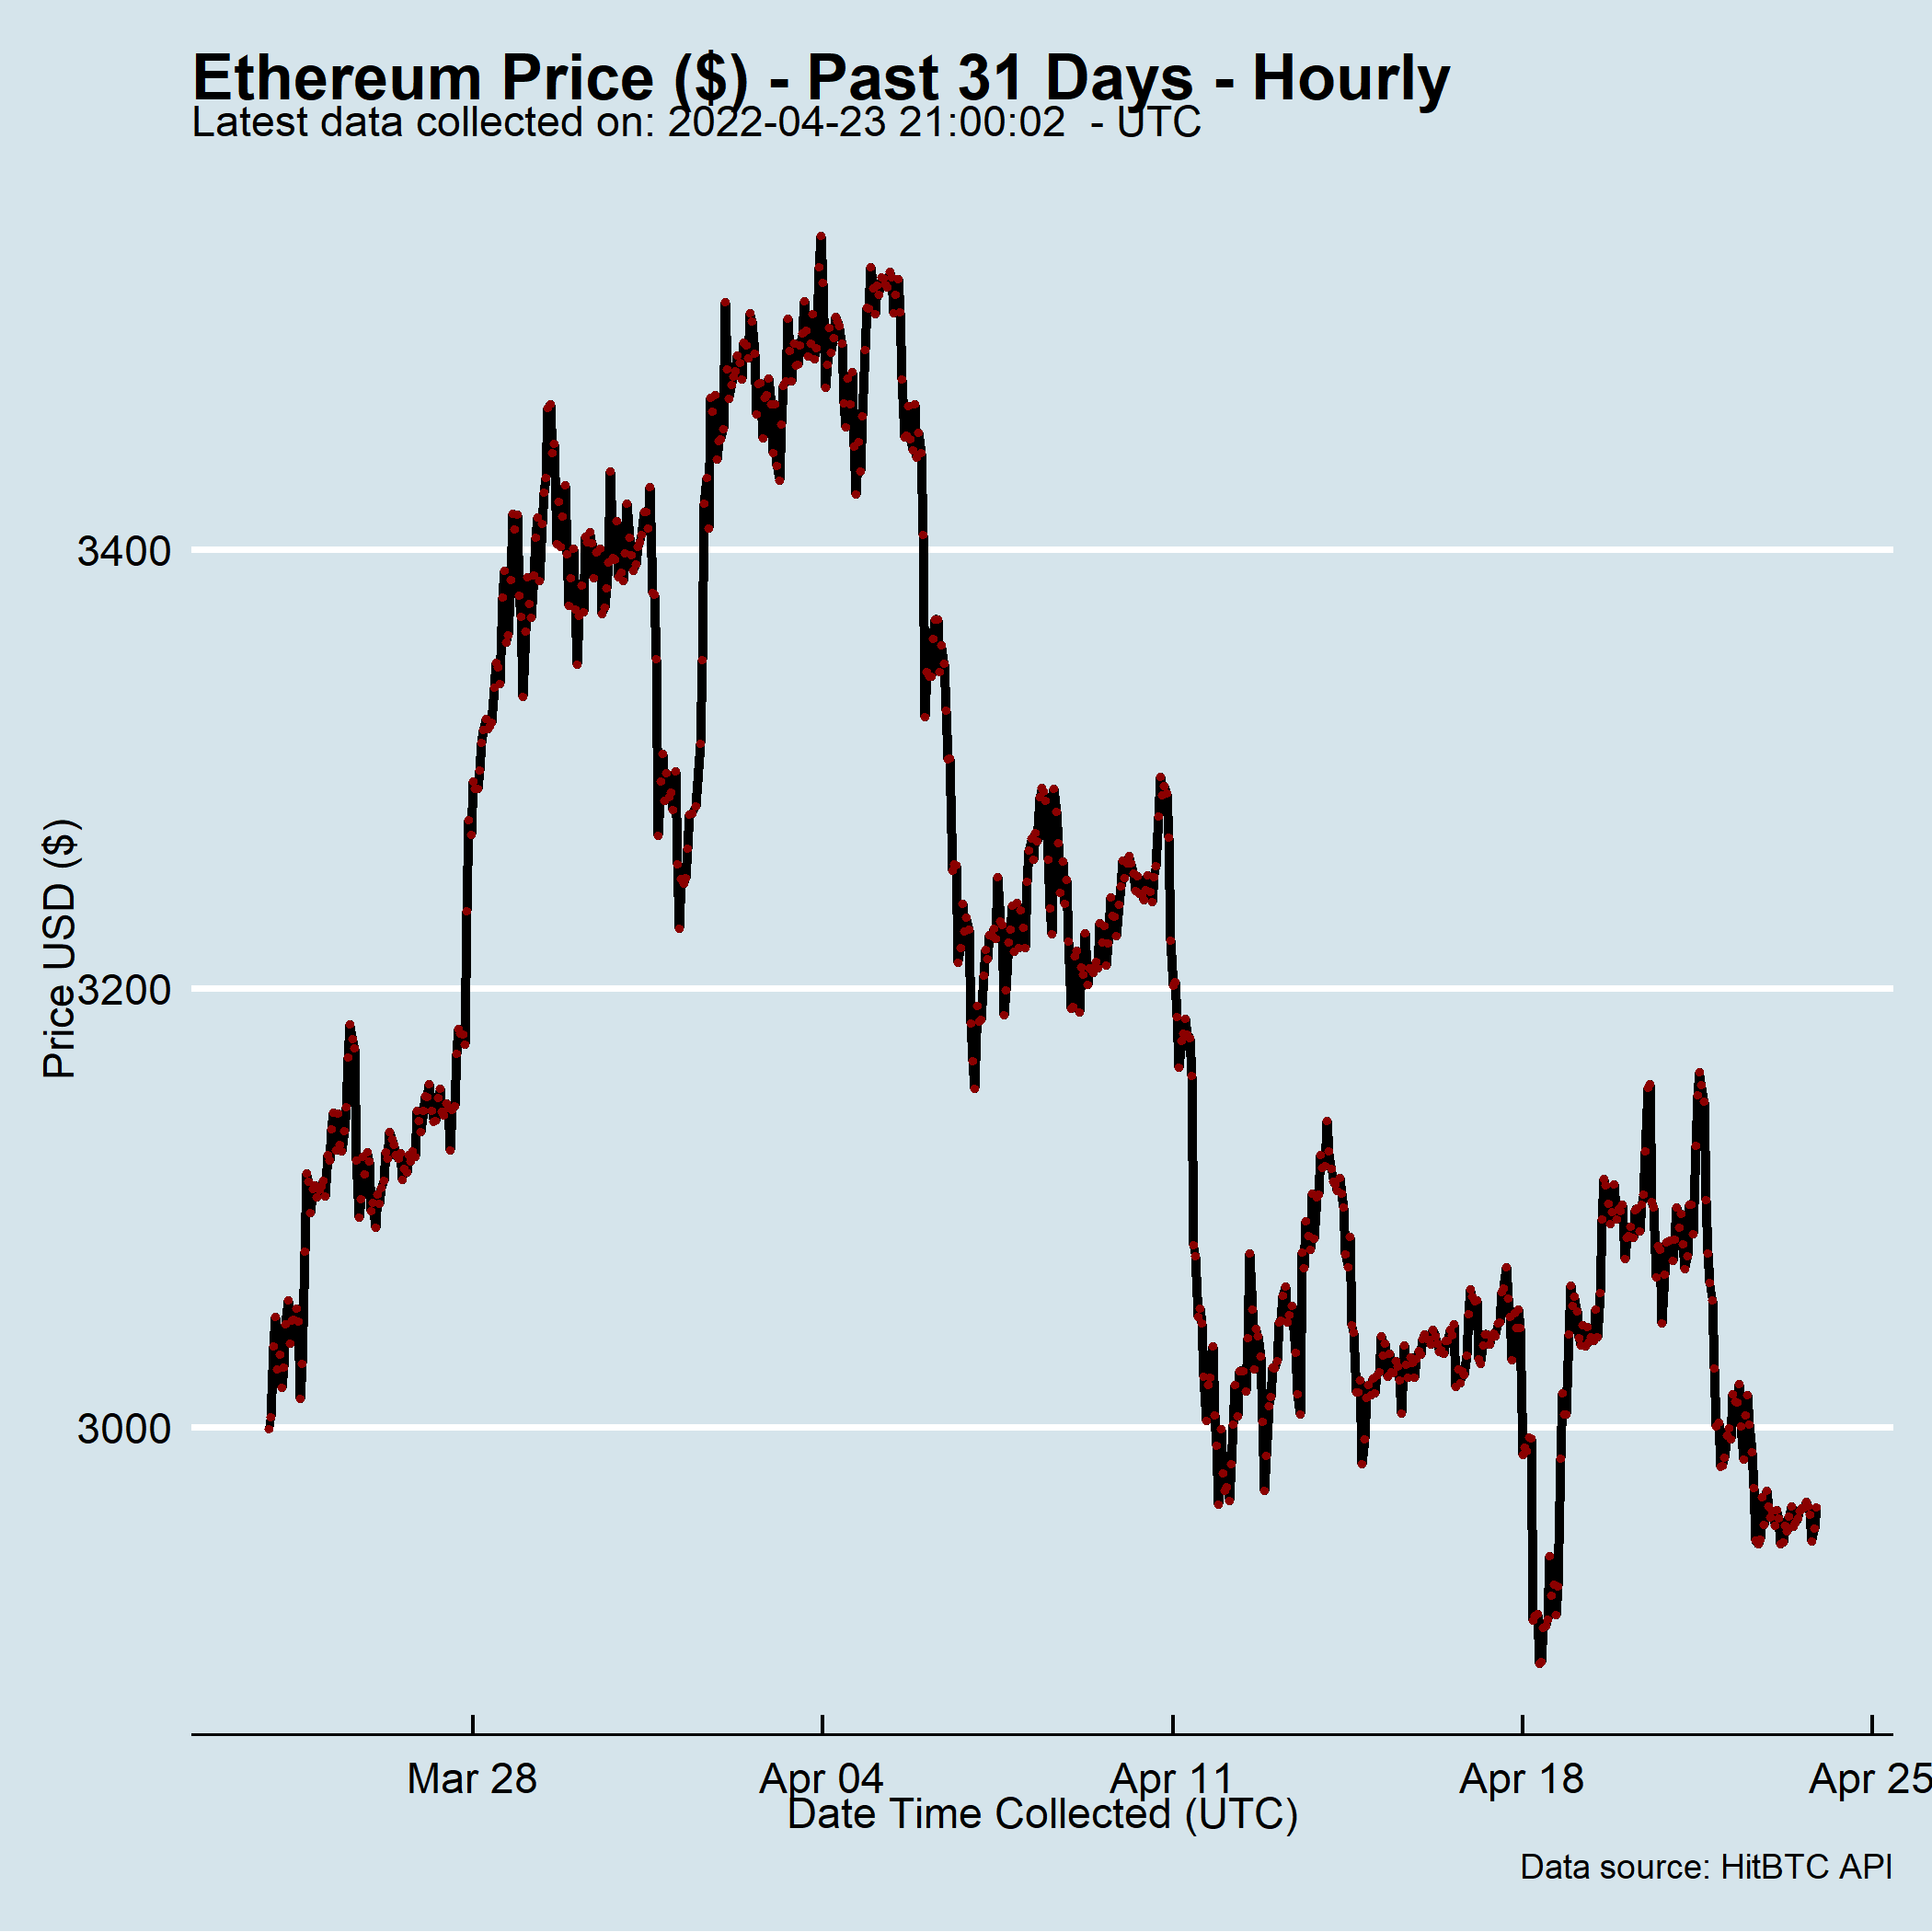 Ethereum Price ($) - Past 31 Days - Hourly
Latest data collected on: 2022-04-23 21:00:02  - UTC
Price USD ($)
3400
3200
3000
Mar 28
Apr 04
Apr 11
Apr 18
Apr 25
Date Time Collected (UTC)
Data source: HitBTC API